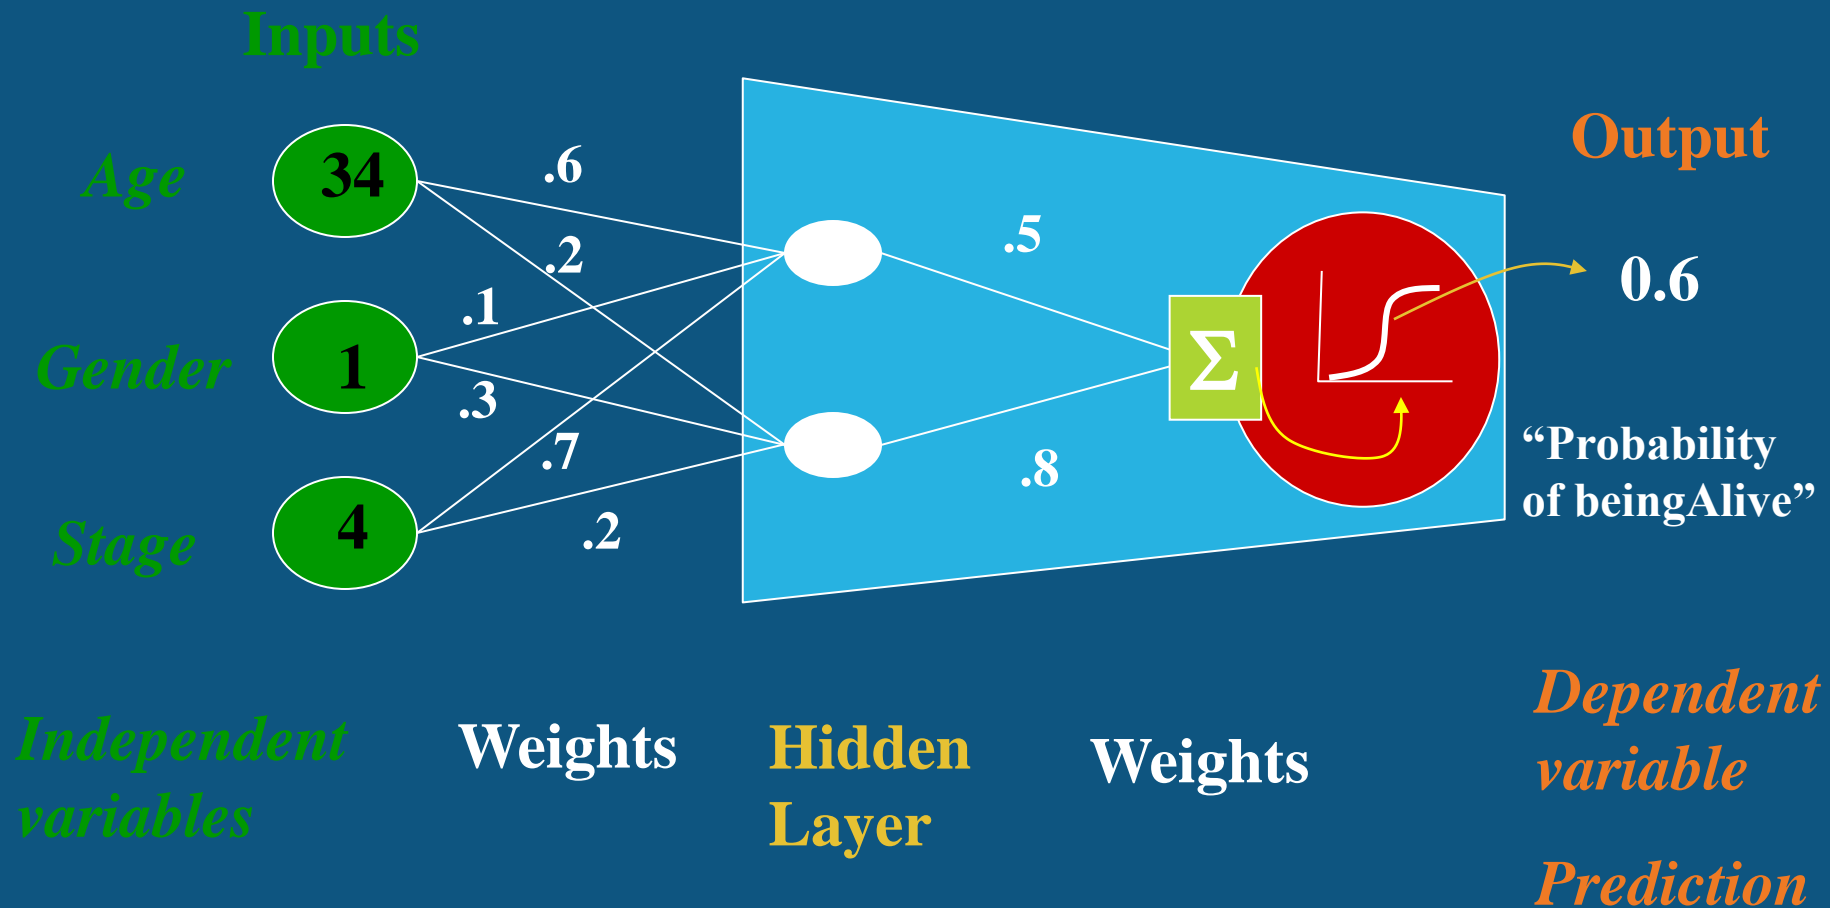 Inputs
Output
Age
34
.6
.2
.5
0.6
Gender
1
.1
.3
Σ
"Probability
of beingAlive"
Stage
4
.7
.2
.8
Independent
variables
Weights
Hidden
Layer
Weights
Dependent
variable
Prediction